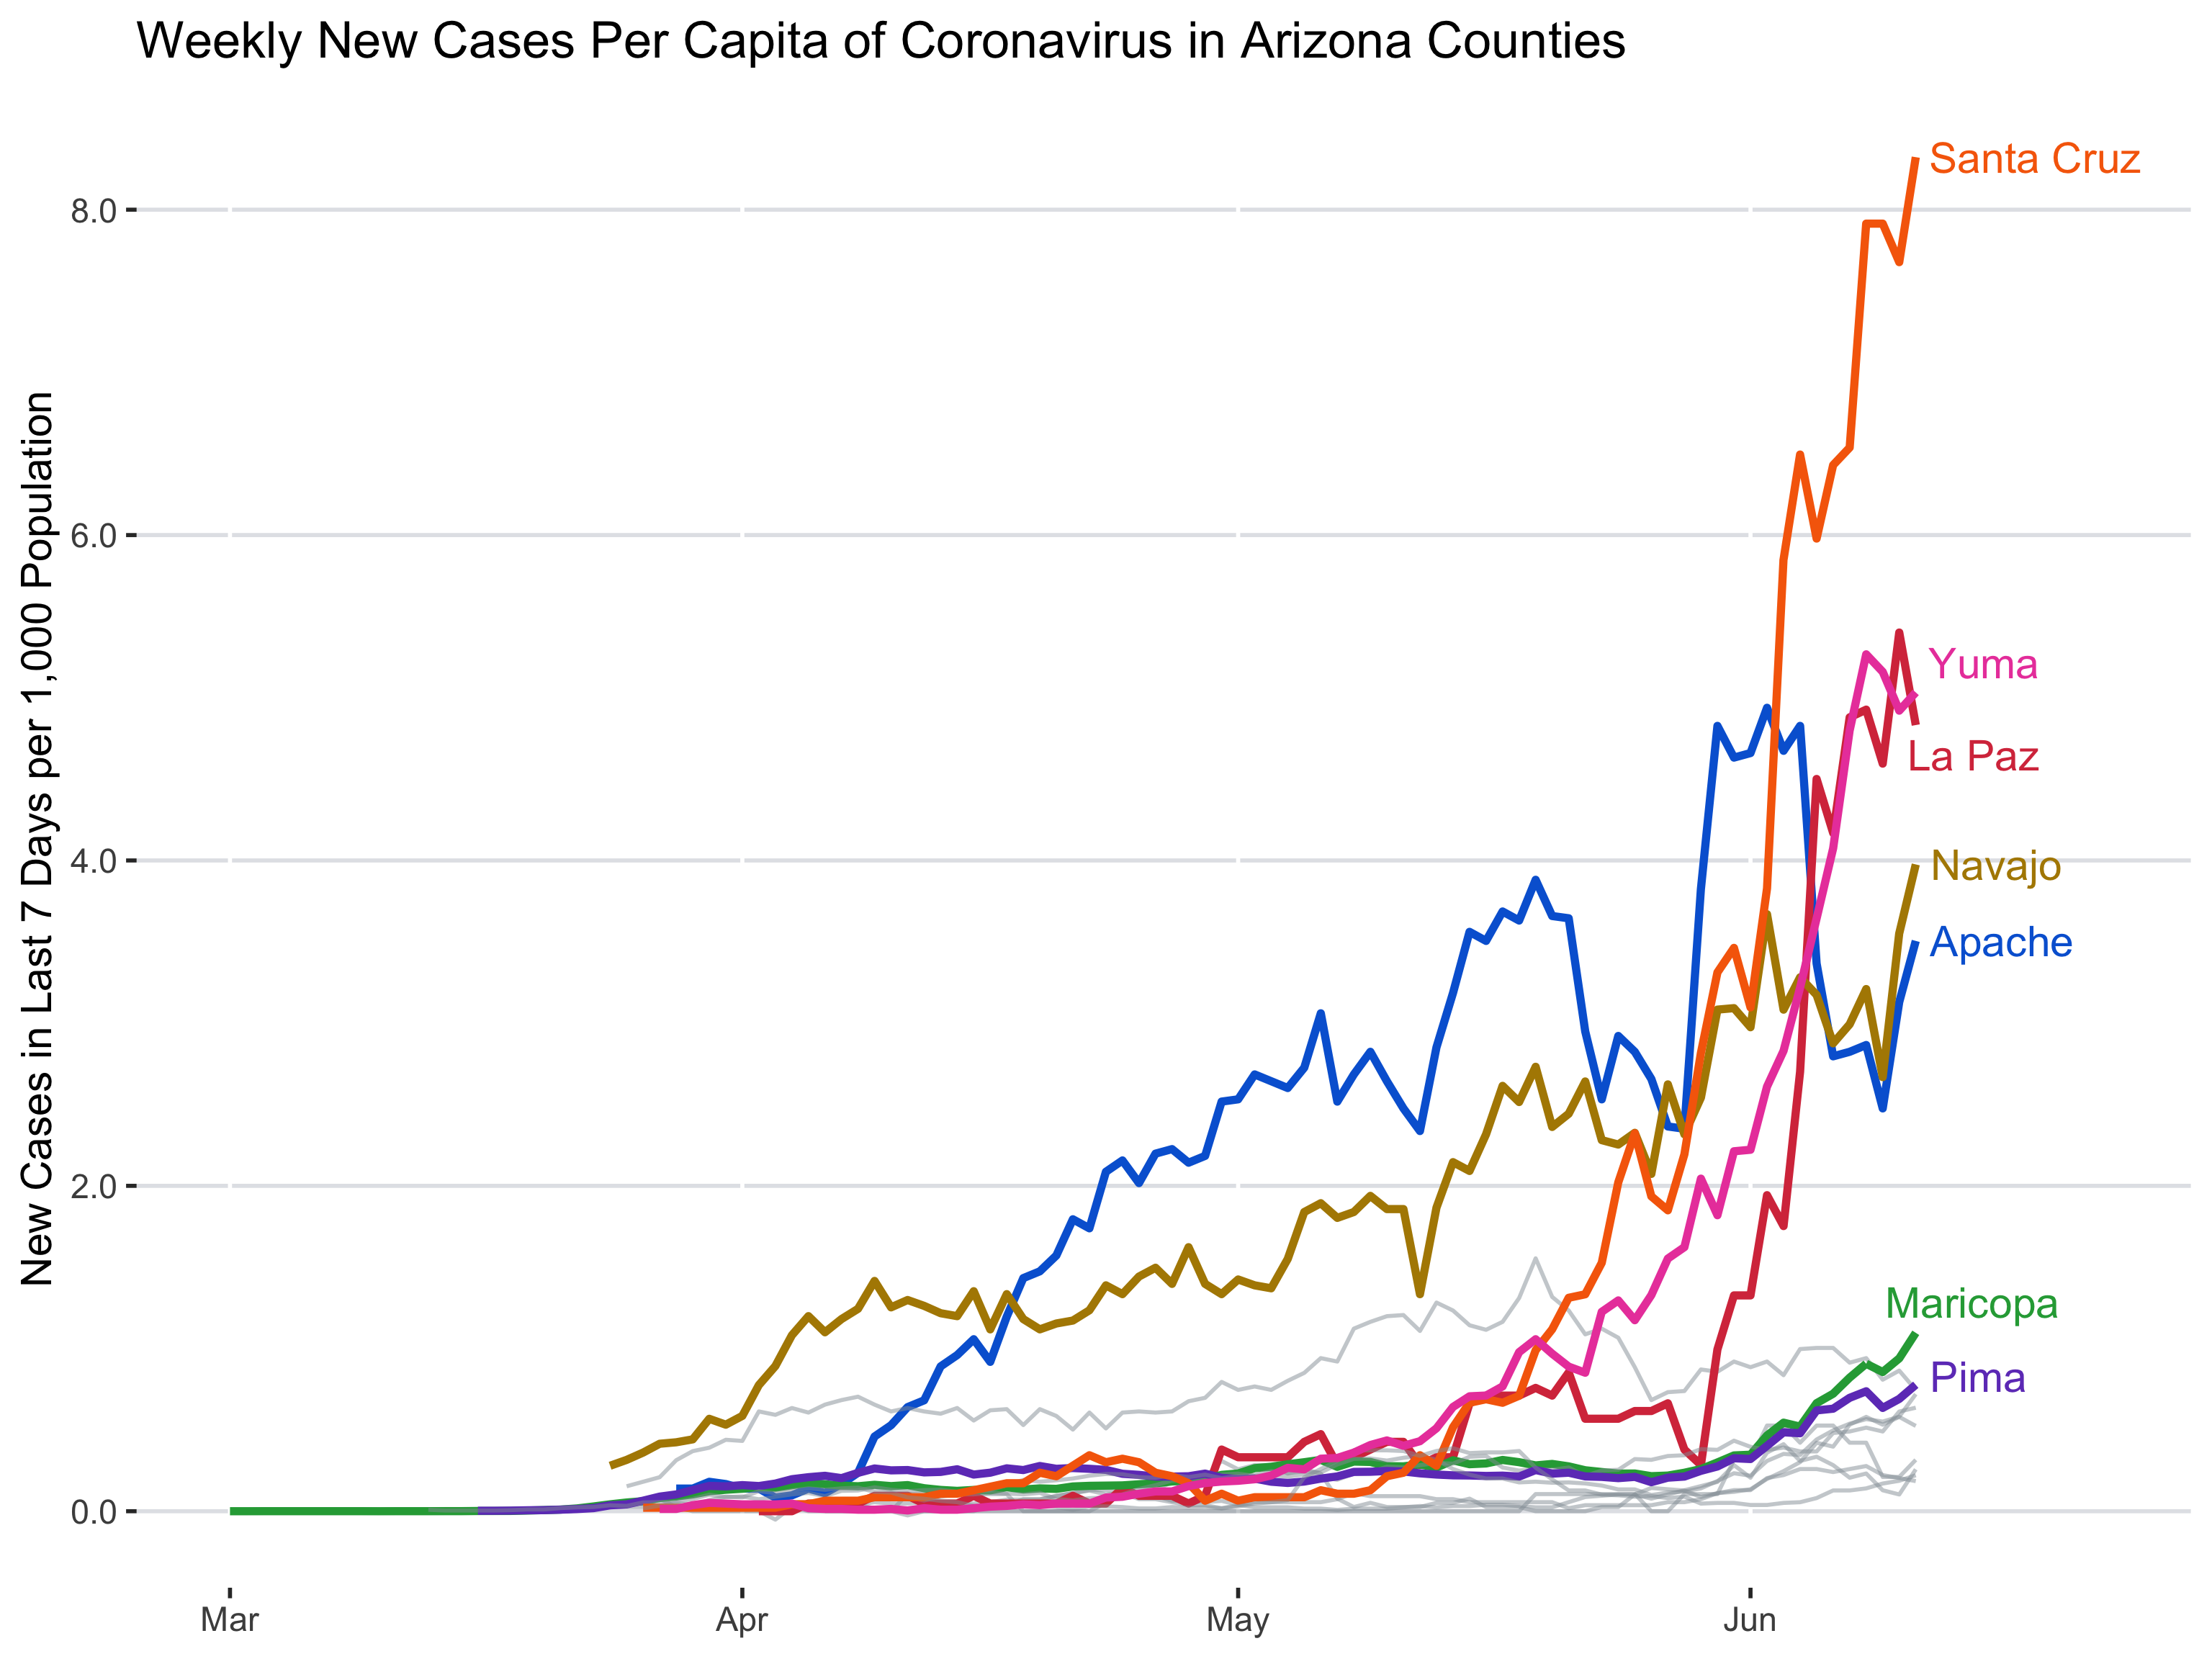 Weekly New Cases Per Capita of Coronavirus in Arizona Counties
New Cases in Last 7 Days per 1,000 Population
8.0
6.0
4.0
2.0
0.0
Mar
Apr
May
Jun
Santa Cruz
Yuma
La Paz
Navajo
Apache
Maricopa
Pima